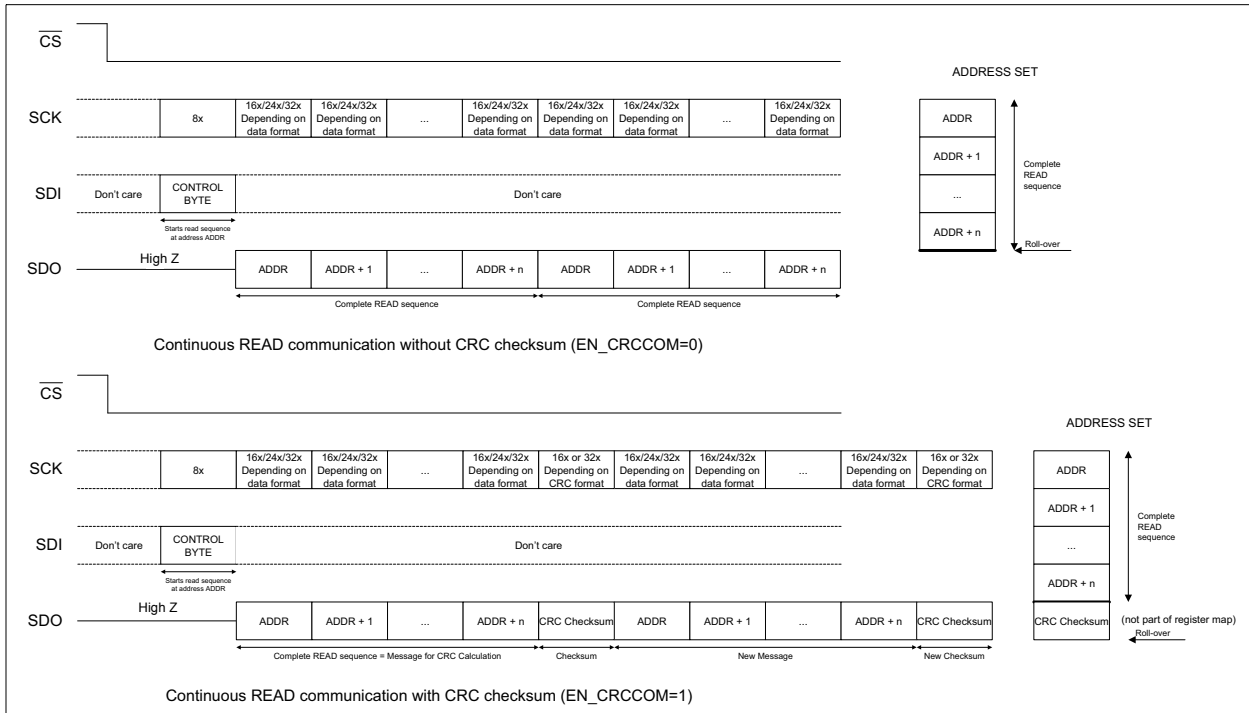 CS
ADDRESS SET
SCK
8x
16x/24x/32x
Depending on
data format
16x/24x/32x
Depending on
data format
...
16x/24x/32x
Depending on
data format
16x/24x/32x
Depending on
data format
16x/24x/32x
Depending on
data format
...
16x/24x/32x
Depending on
data format
ADDR
ADDR + 1
...
ADDR + n
Complete
READ
sequence
Roll-over
SDI
Don't care
CONTROL
BYTE
Don't care
Starts read sequence
at address ADDR
SDO
High Z
ADDR
ADDR + 1
...
ADDR + n
ADDR
ADDR + 1
...
ADDR + n
Complete READ sequence
Complete READ sequence
Continuous READ communication without CRC checksum (EN_CRCCOM=0)
CS
ADDRESS SET
SCK
8x
16x/24x/32x
Depending on
data format
16x/24x/32x
Depending on
data format
...
16x/24x/32x
Depending on
data format
16x or 32x
Depending on
CRC format
16x/24x/32x
Depending on
data format
16x/24x/32x
Depending on
data format
...
16x/24x/32x
Depending on
data format
16x or 32x
Depending on
CRC format
ADDR
ADDR + 1
...
ADDR + n
CRC Checksum
Complete
READ
sequence
(not part of register map)
Roll-over
SDI
Don't care
CONTROL
BYTE
Don't care
Starts read sequence
at address ADDR
SDO
High Z
ADDR
ADDR + 1
...
ADDR + n
CRC Checksum
ADDR
ADDR + 1
...
ADDR + n
CRC Checksum
Complete READ sequence = Message for CRC Calculation
Checksum
New Message
New Checksum
Continuous READ communication with CRC checksum (EN_CRCCOM=1)